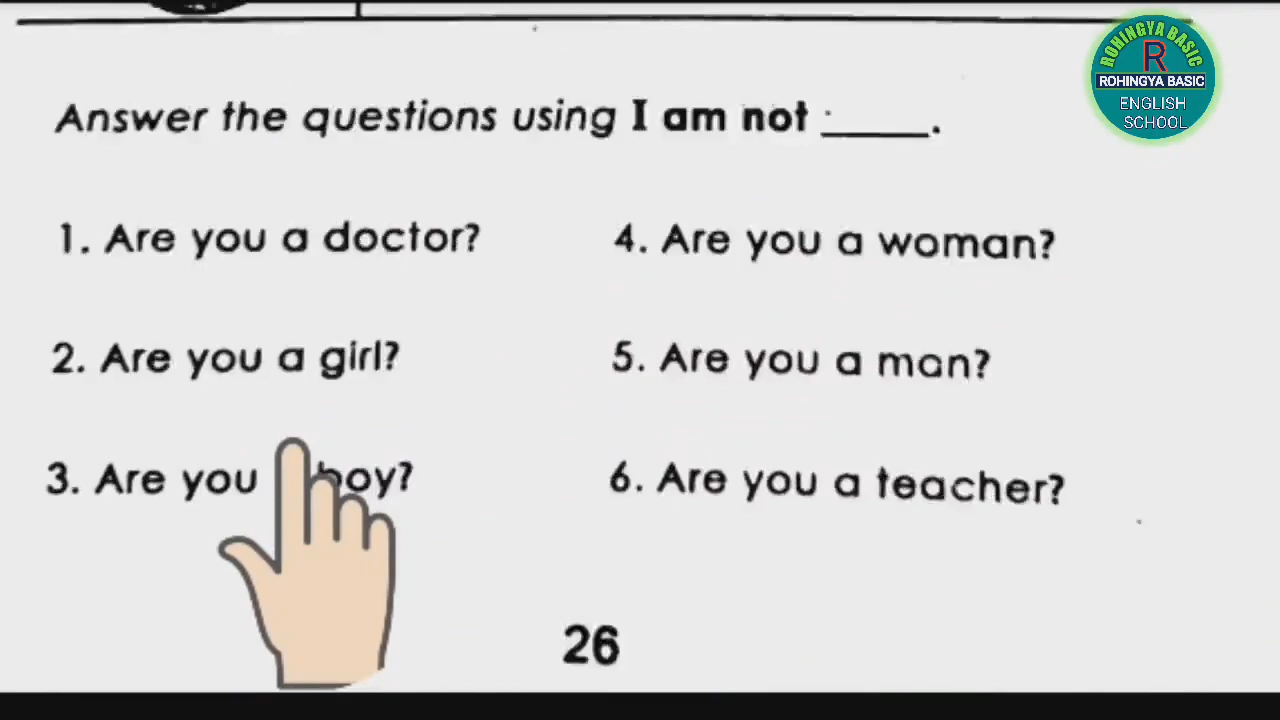 ROHINGYA BASIC
R
ROHINGYA BASIC
ENGLISH
SCHOOL
Answer the questions using I am not _____.
1. Are you a doctor?
2. Are you a girl?
3. Are you boy?
4. Are you a woman?
5. Are you a man?
6. Are you a teacher?
26